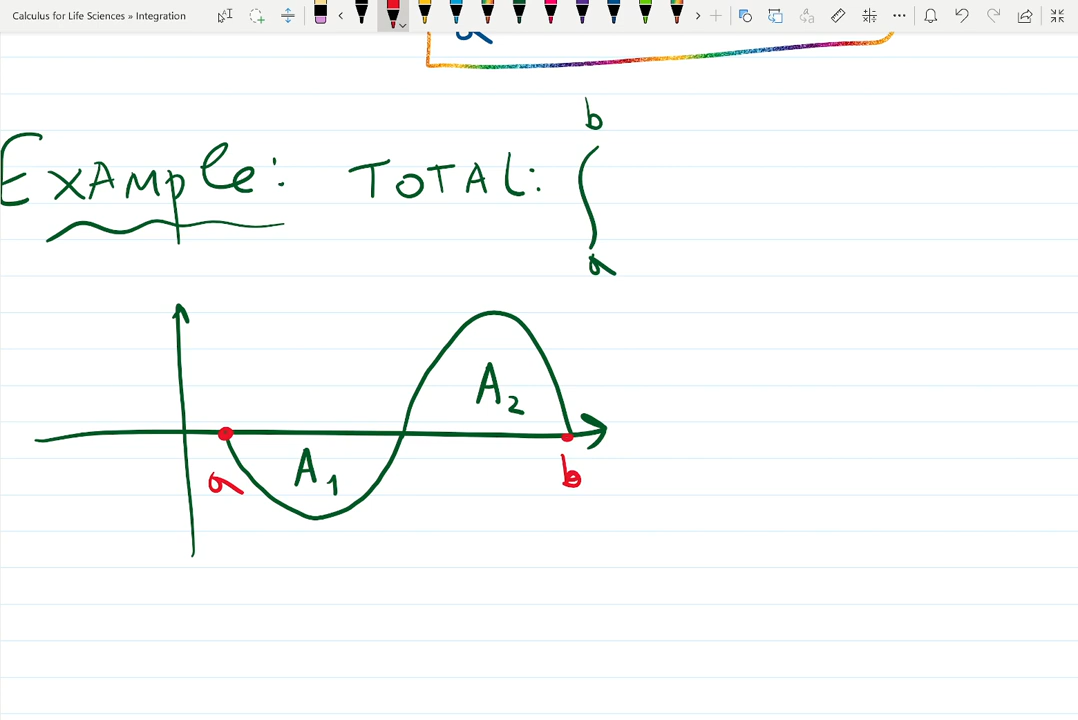 Calculus for Life Sciences » Integration
EXAMPLE: TOTAL: ∫
b
a
A₂
A₁
a
b